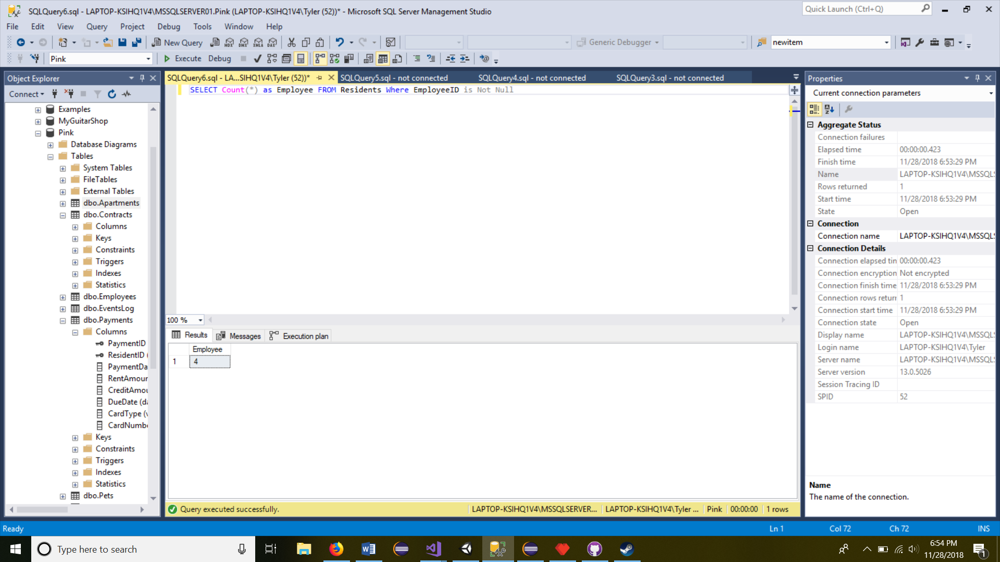 SQLQuery6.sql - LAPTOP-KSIHQ1V4\MSSQLSERVER01.Pink (LAPTOP-KSIHQ1V4\Tyler (52))* - Microsoft SQL Server Management Studio
Quick Launch (Ctrl+Q)
File Edit View Query Project Debug Tools Window Help
New Query MDX DMX XMLA DAX Generic Debugger newitem
Pink Execute Debug
Object Explorer
Connect
Examples
MyGuitarShop
Pink
Database Diagrams
Tables
System Tables
FileTables
External Tables
dbo.Apartments
dbo.Contracts
Columns
Keys
Constraints
Triggers
Indexes
Statistics
dbo.Employees
dbo.EventsLog
dbo.Payments
Columns
PaymentID
ResidentID (
PaymentDa
RentAmour
CreditAmou
DueDate (da
CardType (v
CardNumbe
Keys
Constraints
Triggers
Indexes
Statistics
dbo.Pets
SQLQuery6.sql - LA...SIHQ1V4\Tyler (52))* SQLQuery5.sql - not connected SQLQuery4.sql - not connected SQLQuery3.sql - not connected
SELECT Count(*) as Employee FROM Residents Where EmployeeID is Not Null
100 %
Results Messages Execution plan
Employee
1 4
Query executed successfully. LAPTOP-KSIHQ1V4\MSSQLSERVER... LAPTOP-KSIHQ1V4\Tyler ... Pink 00:00:00 1 rows
Properties
Current connection parameters
Aggregate Status
Connection failures
Elapsed time 00:00:00.423
Finish time 11/28/2018 6:53:29 PM
Name LAPTOP-KSIHQ1V4\MSSQLS
Rows returned 1
Start time 11/28/2018 6:53:29 PM
State Open
Connection
Connection name LAPTOP-KSIHQ1V4\MSSQLS
Connection Details
Connection elapsed tin 00:00:00.423
Connection encryption Not encrypted
Connection finish time 11/28/2018 6:53:29 PM
Connection rows returr 1
Connection start time 11/28/2018 6:53:29 PM
Connection state Open
Display name LAPTOP-KSIHQ1V4\MSSQLS
Login name LAPTOP-KSIHQ1V4\Tyler
Server name LAPTOP-KSIHQ1V4\MSSQLS
Server version 13.0.5026
Session Tracing ID
SPID 52
Name
The name of the connection.
Ready Ln 1 Col 72 Ch 72 INS
Type here to search
6:54 PM
11/28/2018
1